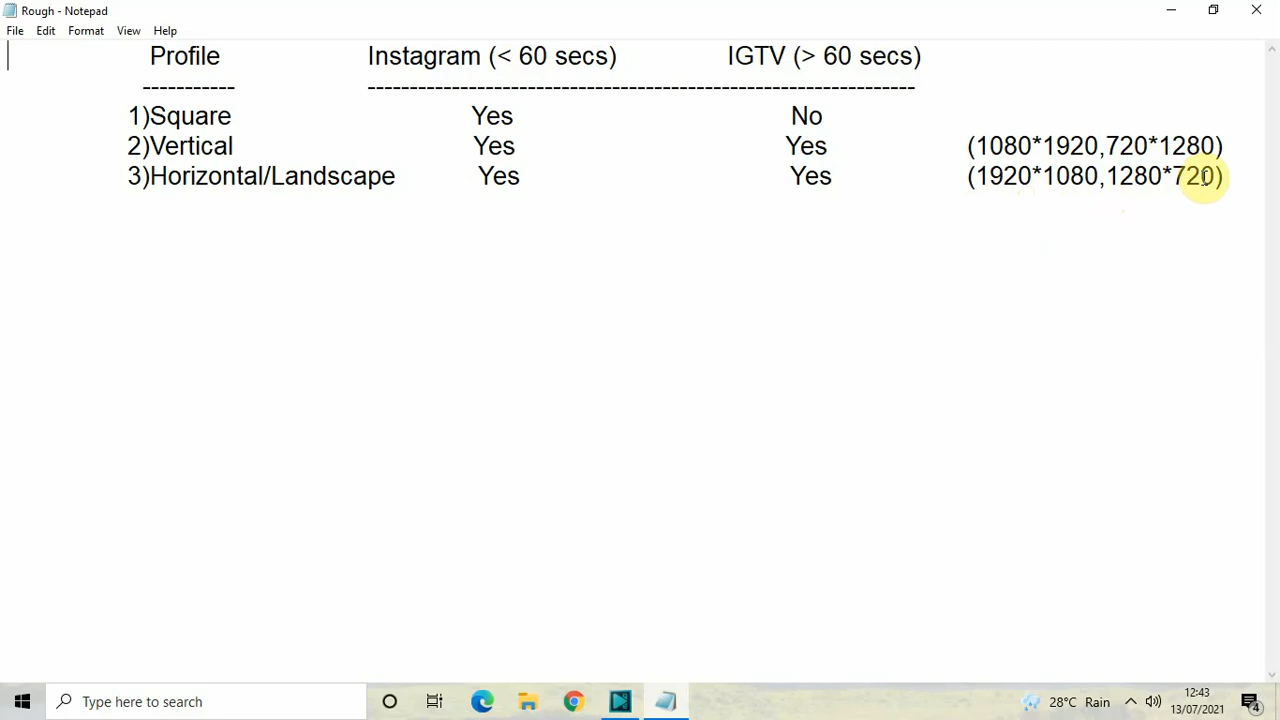 Rough - Notepad
File Edit Format View Help
Profile Instagram (< 60 secs) IGTV (> 60 secs)
----------- -----------------------------------------------------------------
1)Square Yes No
2)Vertical Yes Yes (1080*1920,720*1280)
3)Horizontal/Landscape Yes Yes (1920*1080,1280*720)
Type here to search
28°C Rain
12:43
13/07/2021
4